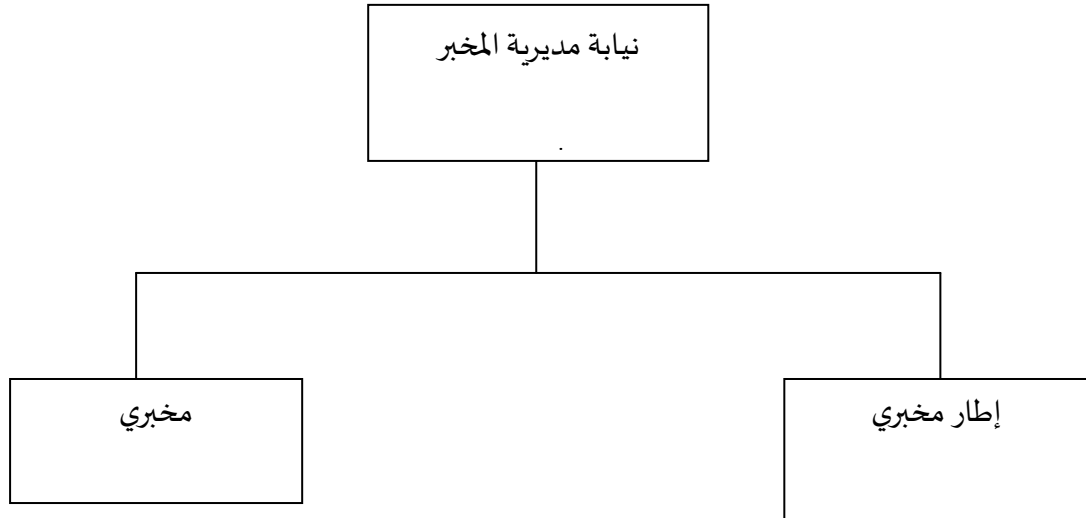 نيابة مديرية المخبر
.
إطار مخبري
مخبري